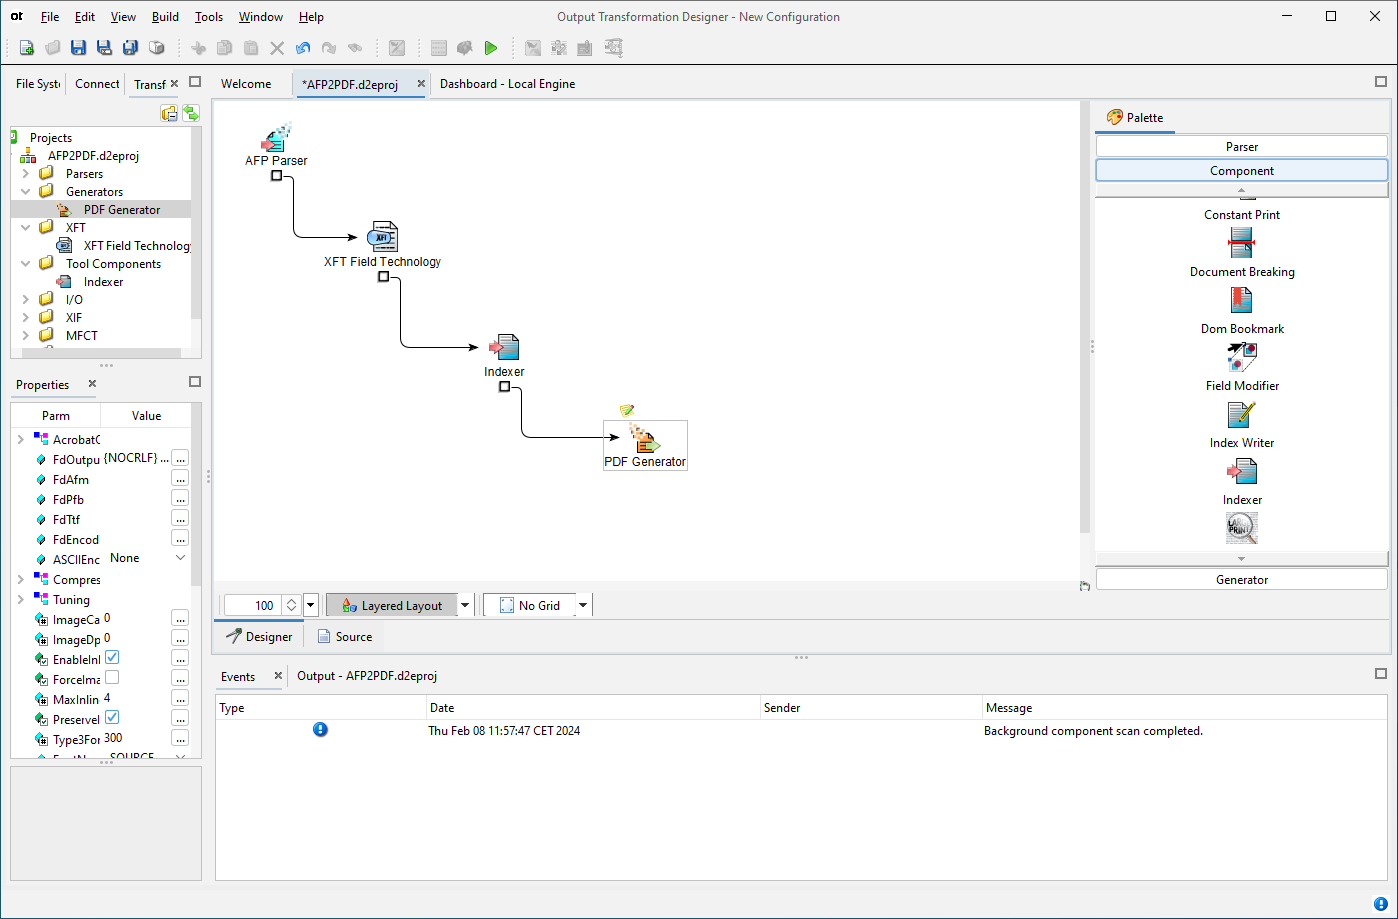 ot File Edit View Build Tools Window Help Output Transformation Designer - New Configuration
File Syst Connect Transf
Welcome *AFP2PDF.d2eproj Dashboard - Local Engine
Projects
AFP2PDF.d2eproj
Parsers
Generators
PDF Generator
XFT
XFT Field Technology
Tool Components
Indexer
I/O
XIF
MFCT
Properties
Parm Value
AcrobatC
FdOutpu {NOCRLF} ... ...
FdAfm ...
FdPfb ...
FdTtf ...
FdEncod ...
ASCIIEnc None
Compres
Tuning
ImageCa 0 ...
ImageDp 0 ...
EnableInl ...
ForceIma ...
MaxInlin 4 ...
Preservel ...
Type3For 300 ...
SOURCE
AFP Parser
XFT
XFT Field Technology
Indexer
PDF Generator
100 Layered Layout No Grid
Designer Source
Palette
Parser
Component
Constant Print
Document Breaking
Dom Bookmark
Field Modifier
Index Writer
Indexer
LARGE
PRINT
Generator
Events Output - AFP2PDF.d2eproj
Type Date Sender Message
Thu Feb 08 11:57:47 CET 2024 Background component scan completed.